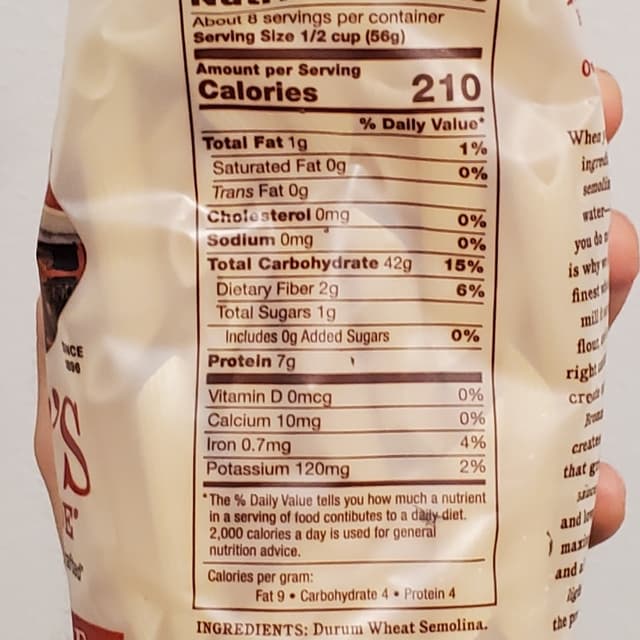 About 8 servings per container
Serving Size 1/2 cup (56g)
Amount per Serving
Calories 210
% Daily Value*
Total Fat 1g 1%
Saturated Fat 0g 0%
Trans Fat 0g
Cholesterol 0mg 0%
Sodium 0mg 0%
Total Carbohydrate 42g 15%
Dietary Fiber 2g 6%
Total Sugars 1g
Includes 0g Added Sugars 0%
Protein 7g
Vitamin D 0mcg 0%
Calcium 10mg 0%
Iron 0.7mg 4%
Potassium 120mg 2%
*The % Daily Value tells you how much a nutrient
in a serving of food contibutes to a daily diet.
2,000 calories a day is used for general
nutrition advice.
Calories per gram:
Fat 9 • Carbohydrate 4 • Protein 4
INGREDIENTS: Durum Wheat Semolina.
'S
When
water—
you do
is why
finest
mill
flour
right
that
and
and
the